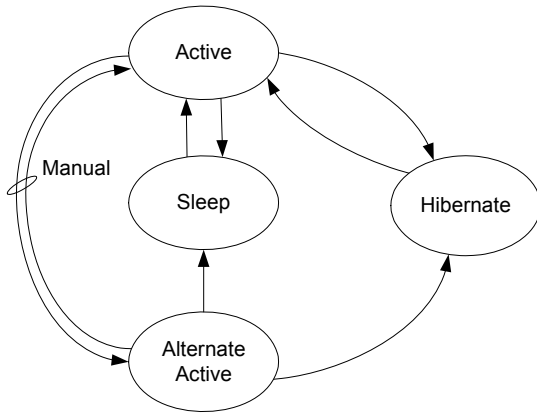 Active
Manual
Sleep
Hibernate
Alternate
Active